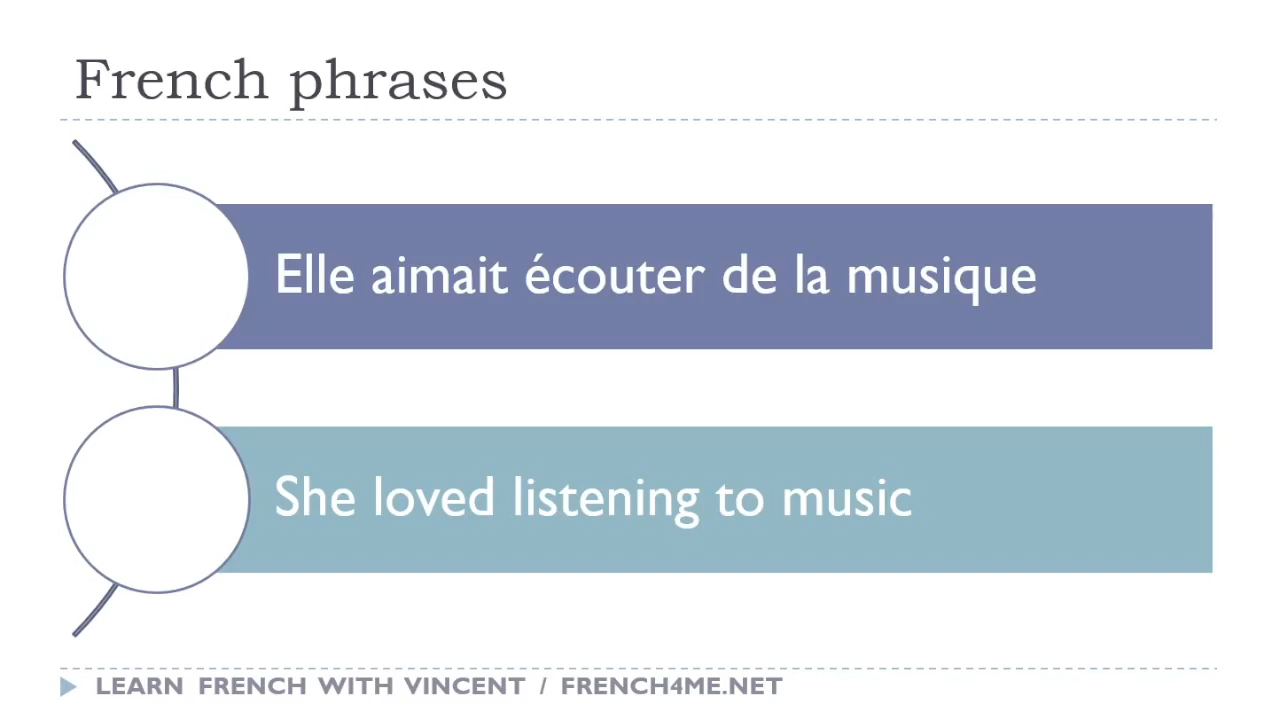 French phrases
Elle aimait écouter de la musique
She loved listening to music
LEARN FRENCH WITH VINCENT / FRENCH4ME.NET